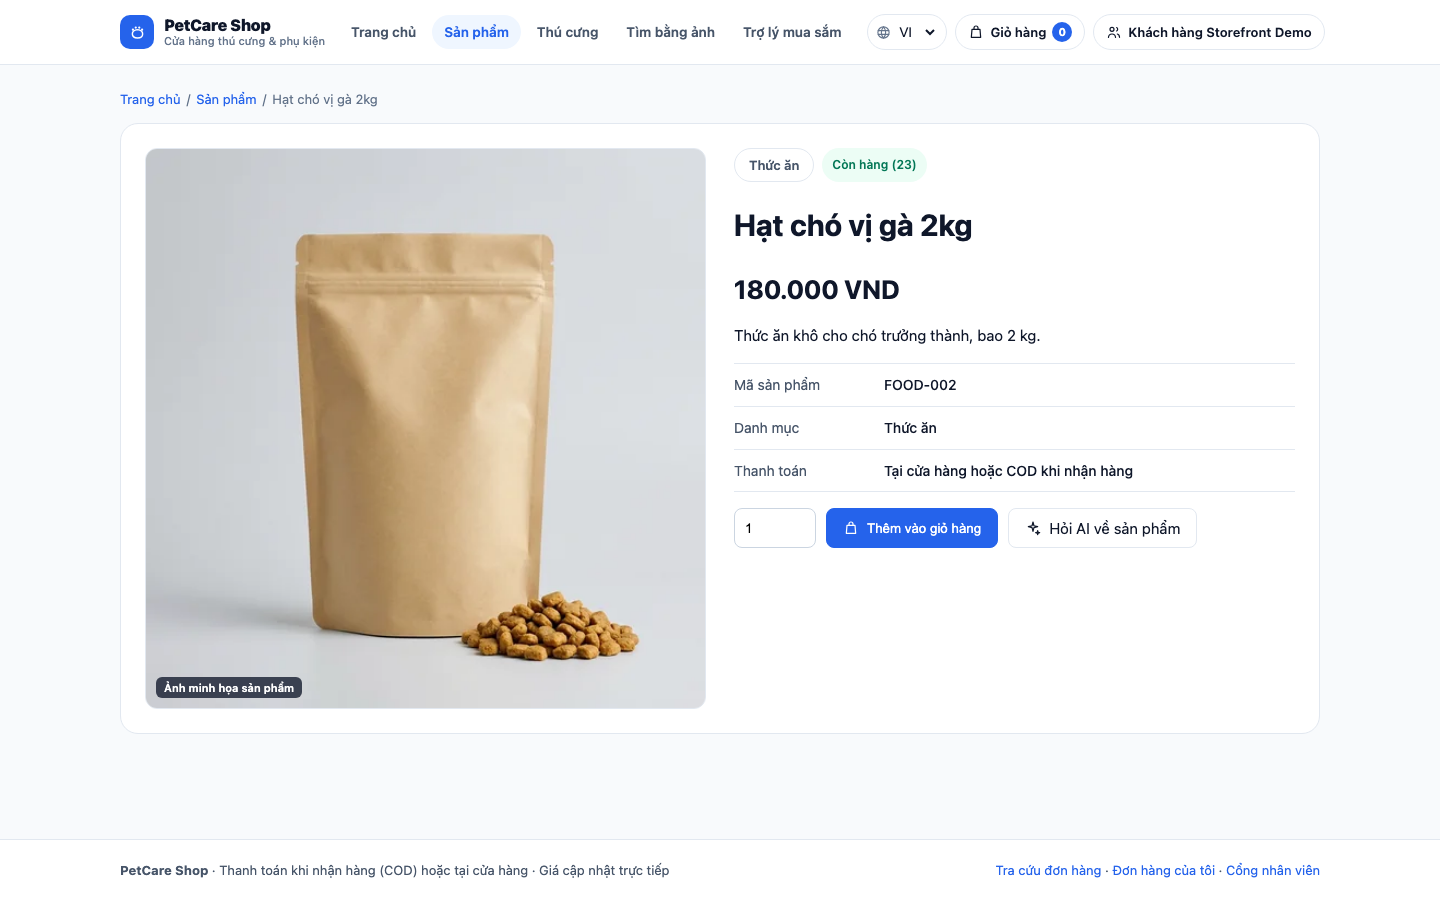 PetCare Shop
Cửa hàng thú cưng & phụ kiện
Trang chủ
Sản phẩm
Thú cưng
Tìm bằng ảnh
Trợ lý mua sắm
VI
Giỏ hàng 0
Khách hàng Storefront Demo
Trang chủ / Sản phẩm / Hạt chó vị gà 2kg
Thức ăn
Còn hàng (23)
Hạt chó vị gà 2kg
180.000 VND
Thức ăn khô cho chó trưởng thành, bao 2 kg.
Mã sản phẩm FOOD-002
Danh mục Thức ăn
Thanh toán Tại cửa hàng hoặc COD khi nhận hàng
1
Thêm vào giỏ hàng
Hỏi AI về sản phẩm
Ảnh minh họa sản phẩm
PetCare Shop · Thanh toán khi nhận hàng (COD) hoặc tại cửa hàng · Giá cập nhật trực tiếp
Tra cứu đơn hàng · Đơn hàng của tôi · Cổng nhân viên